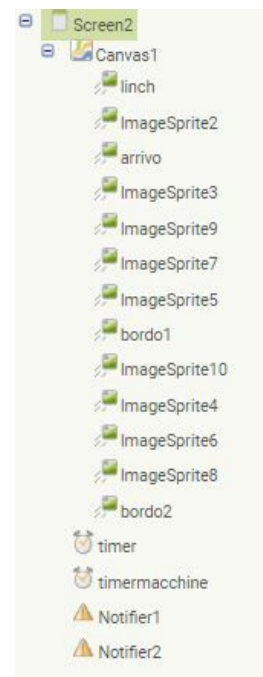 Screen2
Canvas1
linch
ImageSprite2
arrivo
ImageSprite3
ImageSprite9
ImageSprite7
ImageSprite5
bordo1
ImageSprite10
ImageSprite4
ImageSprite6
ImageSprite8
bordo2
timer
timermacchine
Notifier1
Notifier2